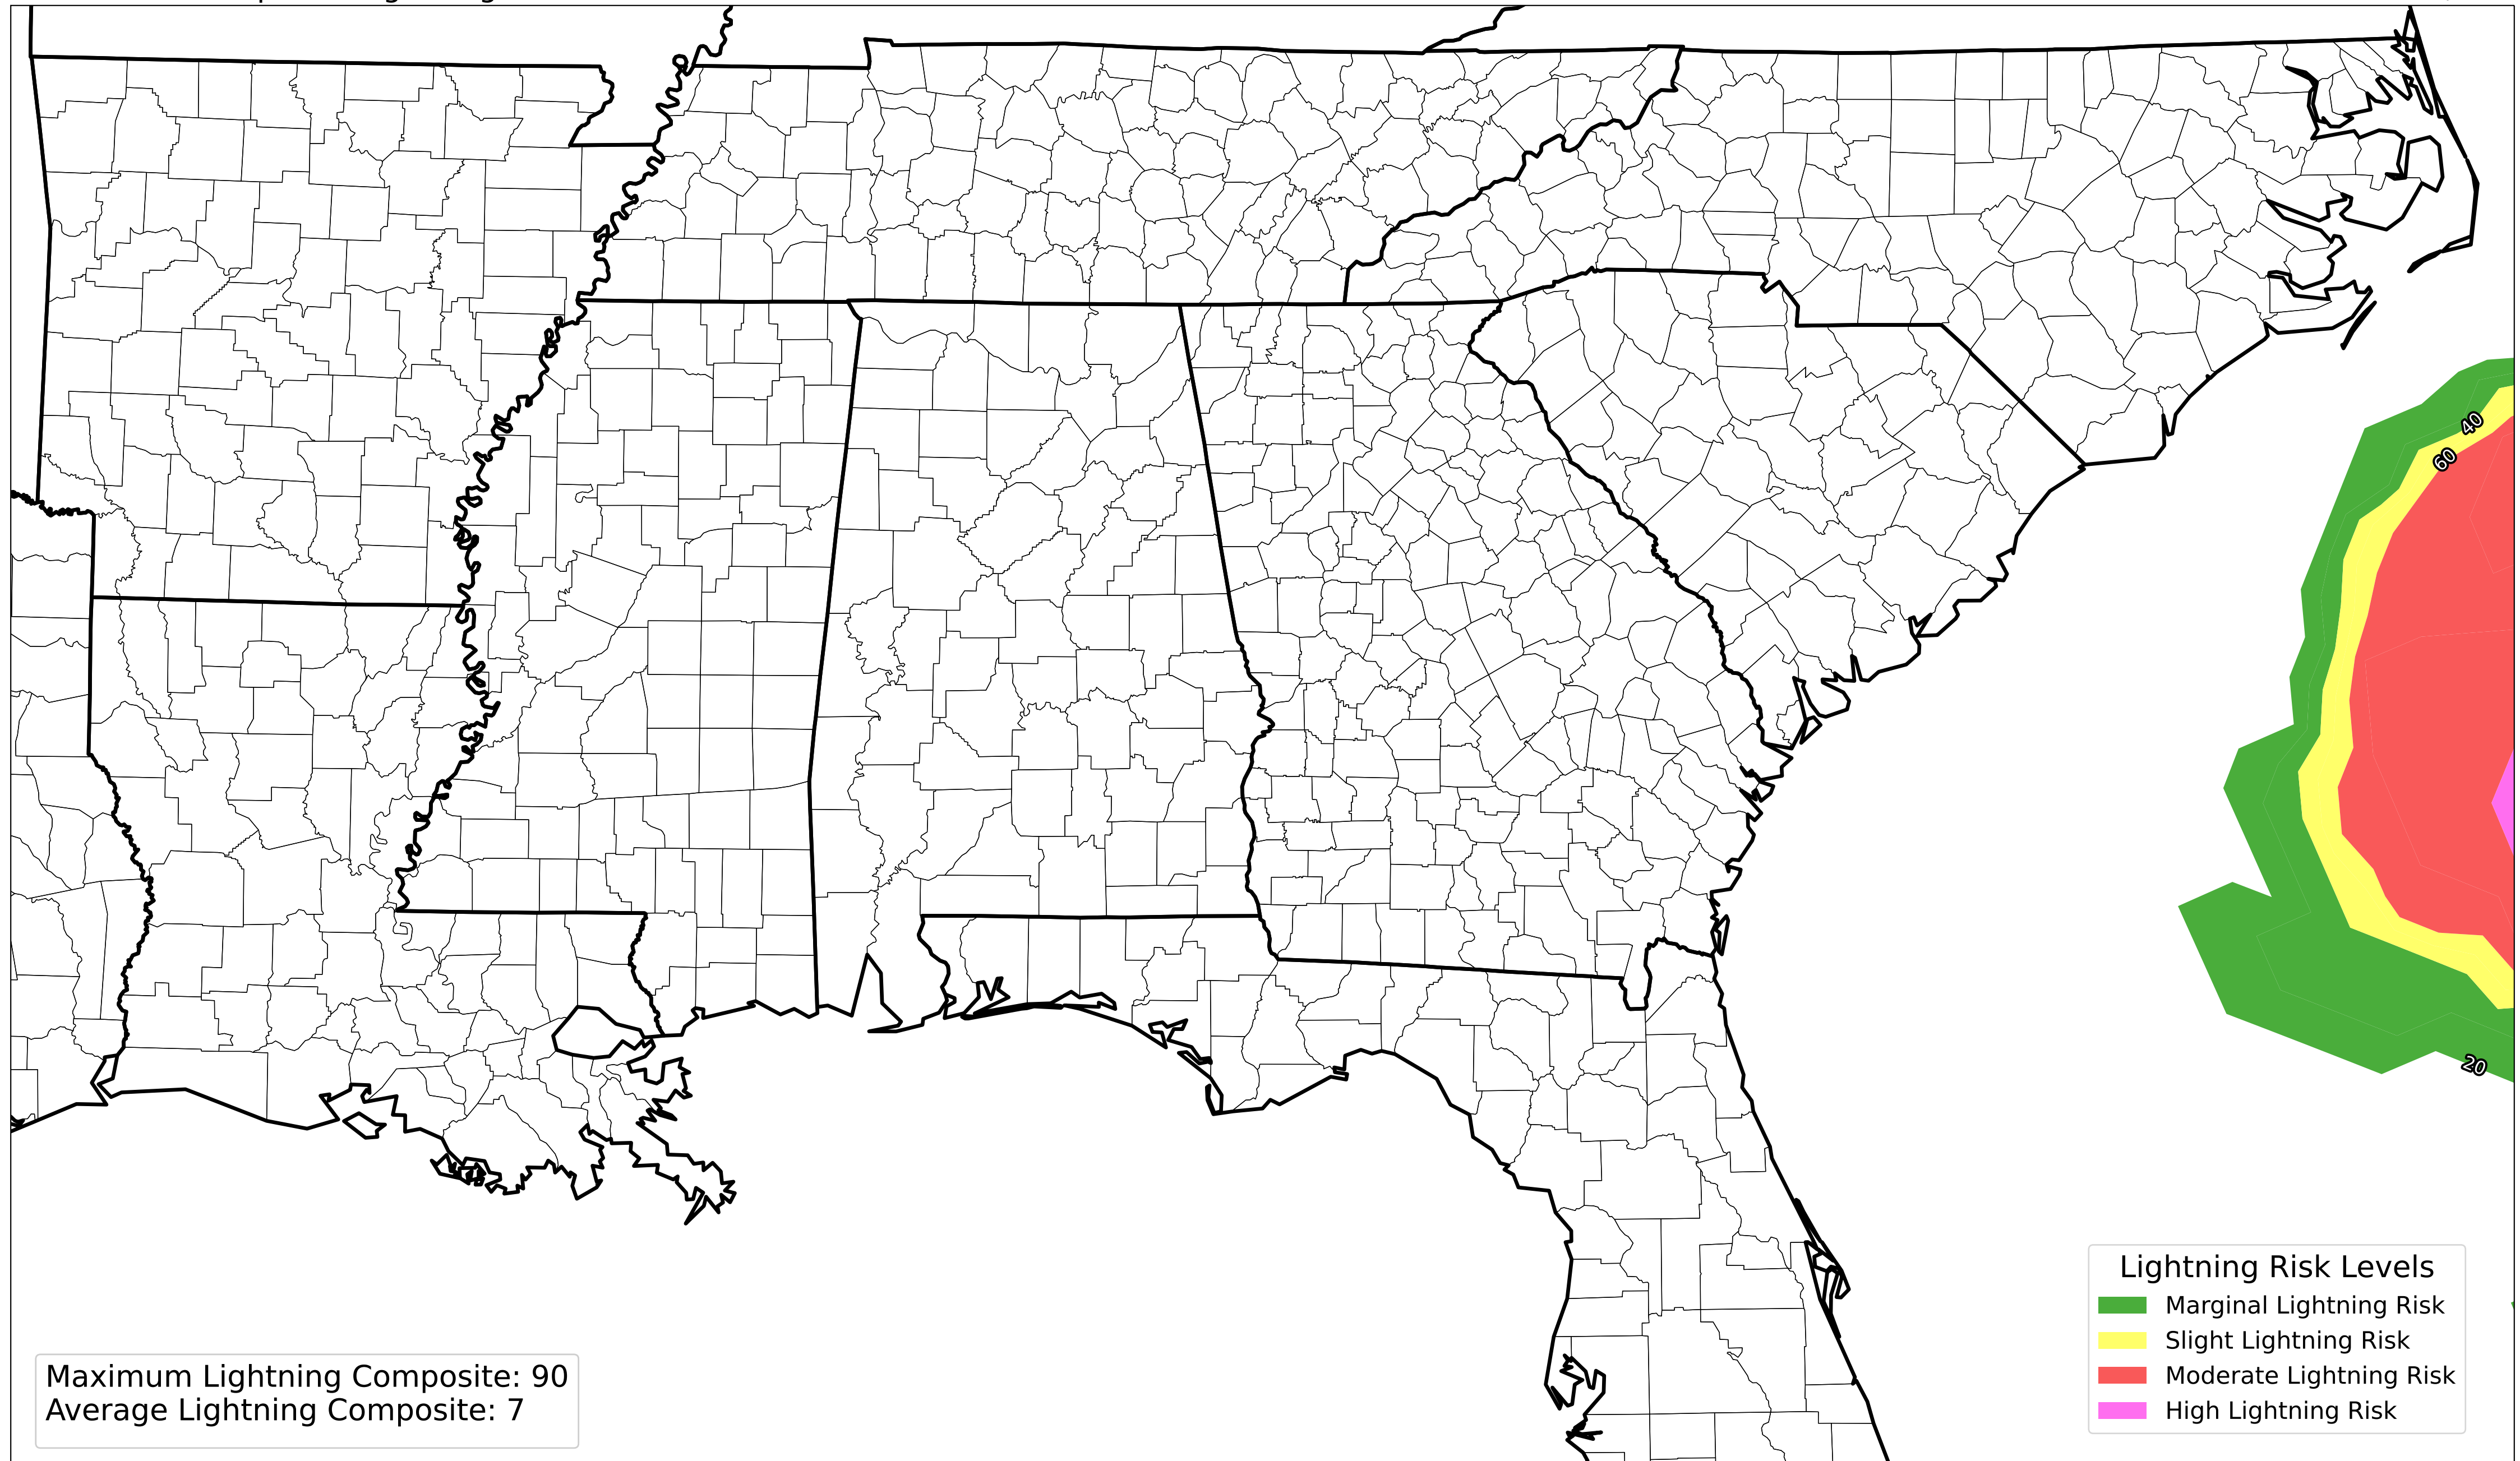 40
60
20
Lightning Risk Levels
Marginal Lightning Risk
Slight Lightning Risk
Moderate Lightning Risk
High Lightning Risk
Maximum Lightning Composite: 90
Average Lightning Composite: 7